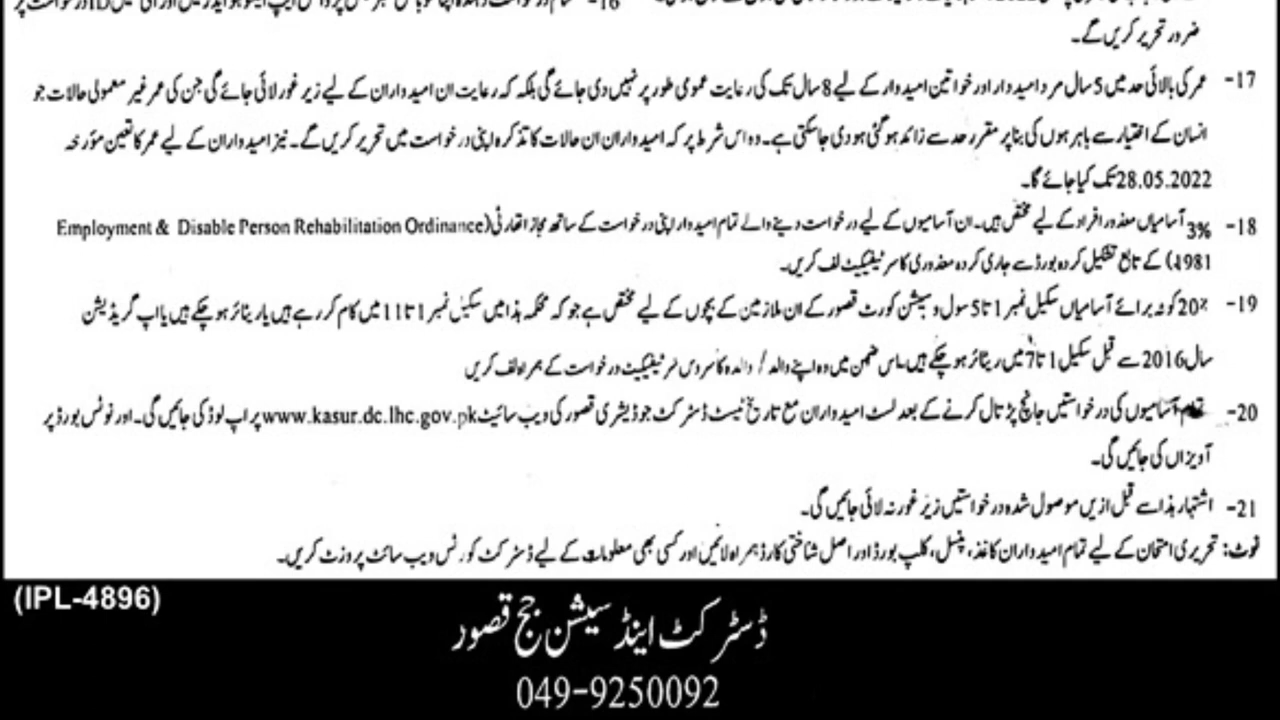 16- تمام درخواست دہندہ اپنا
ضرور تحریر کریں گے۔
17- عمر کی بالائی حد میں 5 سال مرد امیدوار اور خواتین امیدوار کے لیے 8 سال تک کی رعایت عمومی طور پر نہیں دی جائے گی بلکہ کہ رعایت ان امیدواران کے لیے زیر غور لائی جائے گی جن کی عمر غیر معمولی حالات جو
انسان کے اختیار سے باہر ہوں کی بنا پر مقرر حد سے زائد ہو گئی ہو دی جاسکتی ہے۔ وہ اس شرط پر کہ امیدواران ان حالات کا تذکرہ اپنی درخواست میں تحریر کریں گے۔ نیز امیدواران کے لیے عمر کا تعین مؤرخہ
28.05.2022 تک کیا جائے گا۔
18- 3% آسامیاں معذور افراد کے لیے مختص ہیں۔ ان آسامیوں کے لیے درخواست دینے والے تمام امیدوار اپنی درخواست کے ساتھ مجاز اتھارٹی (Employment & Disable Person Rehabilitation Ordinance
1981) کے تابع تشکیل کردہ بورڈ سے جاری کردہ معذوری کا سرٹیفکیٹ لف کریں۔
19- 20% کوٹہ برائے آسامیاں سکیل نمبر 1 تا 5 سول و سیشن کورٹ قصور کے ان ملازمین کے بچوں کے لیے مختص ہے جو کہ محکمہ ہذا میں سکیل نمبر 1 تا 11 میں کام کر رہے ہیں یا ریٹائر ہو چکے ہیں یا اپ گریڈیشن
سال 2016 سے قبل سکیل 1 تا 7 میں ریٹائر ہو چکے ہیں۔ اس ضمن میں وہ اپنے والد / والدہ کا سروس سرٹیفکیٹ درخواست کے ہمراہ لف کریں
20- تمام آسامیوں کی درخواستیں جانچ پڑتال کرنے کے بعد لسٹ امیدواران مع تاریخ ٹیسٹ ڈسٹرکٹ جوڈیشری قصور کی ویب سائیٹ www.kasur.dc.lhc.gov.pk پر اپ لوڈ کی جائیں گی۔ اور نوٹس بورڈ پر
آویزاں کی جائیں گی۔
21- اشتہار ہذا سے قبل ازیں موصول شدہ درخواستیں زیر غور نہ لائی جائیں گی۔
نوٹ: تحریری امتحان کے لیے تمام امیدواران کاغذ، پنسل، کلپ بورڈ اور اصل شناختی کارڈ ہمراہ لائیں اور کسی بھی معلومات کے لیے ڈسٹرکٹ کورٹس ویب سائٹ پر وزٹ کریں۔
(IPL-4896)
ڈسٹرکٹ اینڈ سیشن جج قصور
049-9250092